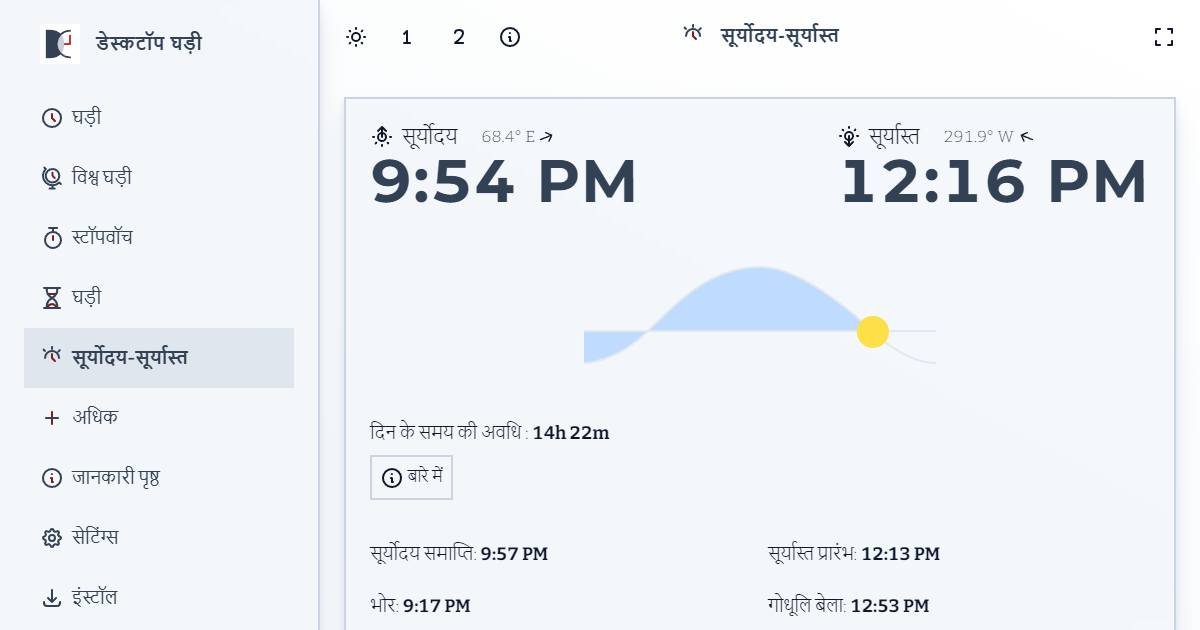 डेस्कटॉप घड़ी
घड़ी
विश्व घड़ी
स्टॉपवॉच
घड़ी
सूर्योदय-सूर्यास्त
अधिक
जानकारी पृष्ठ
सेटिंग्स
इंस्टॉल
1 2
सूर्योदय-सूर्यास्त
सूर्योदय 68.4° E
9:54 PM
सूर्यास्त 291.9° W
12:16 PM
दिन के समय की अवधि : 14h 22m
बारे में
सूर्योदय समाप्ति: 9:57 PM
सूर्यास्त प्रारंभ: 12:13 PM
भोर: 9:17 PM
गोधूलि बेला: 12:53 PM